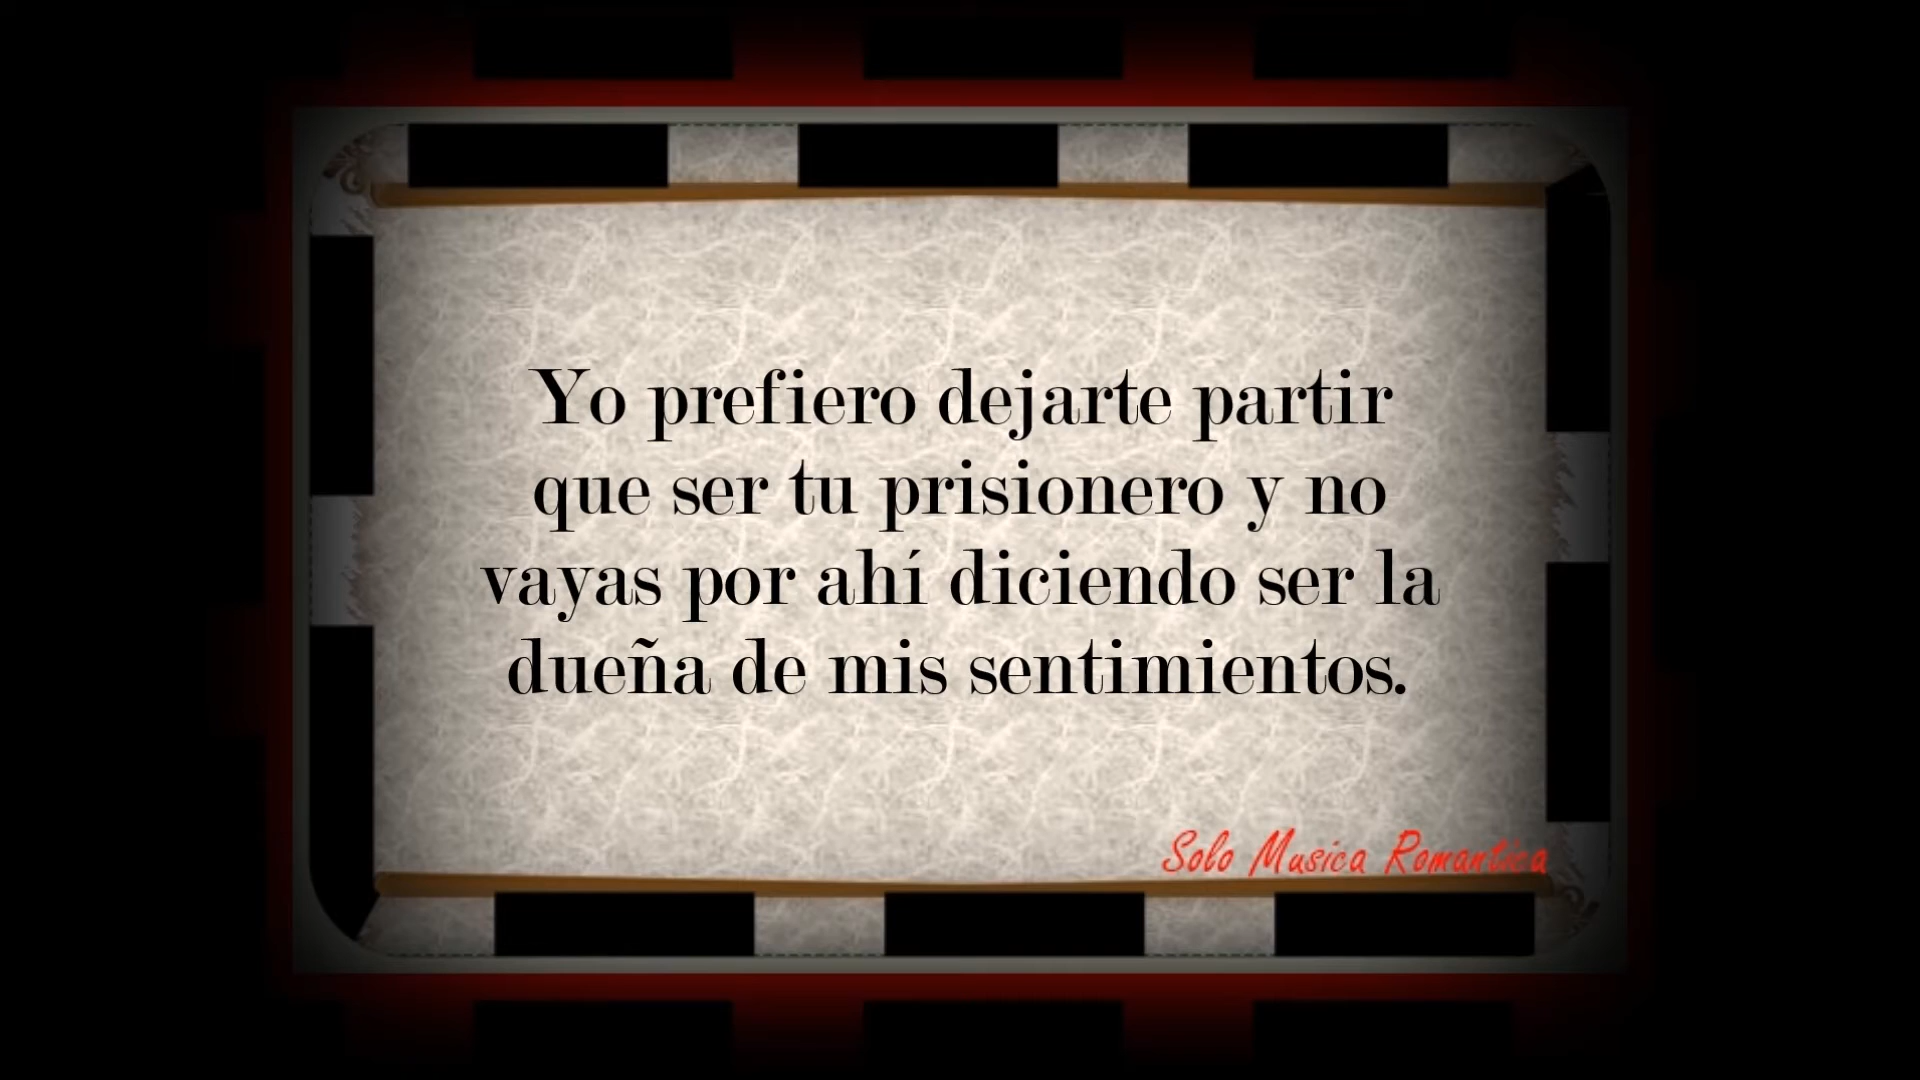 Yo prefiero dejarte partir
que ser tu prisionero y no
vayas por ahí diciendo ser la
dueña de mis sentimientos.
Solo Musica Romantica